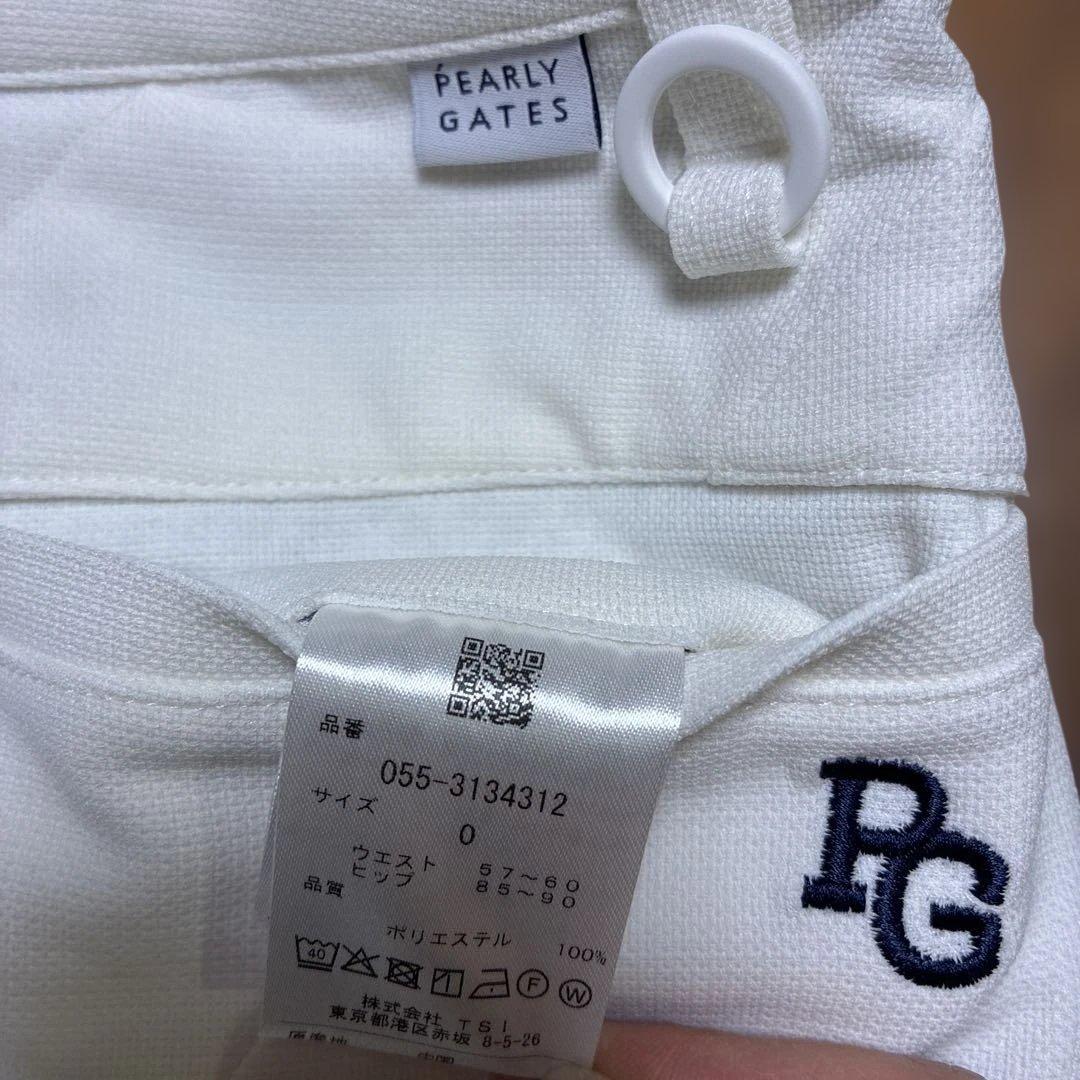 PEARLY
GATES
品番
055-3134312
サイズ
0
ウエスト 57~60
ヒップ 85~90
品質
ポリエステル 100%
40
F W
株式会社 TSI
東京都港区赤坂 8-5-26
PG